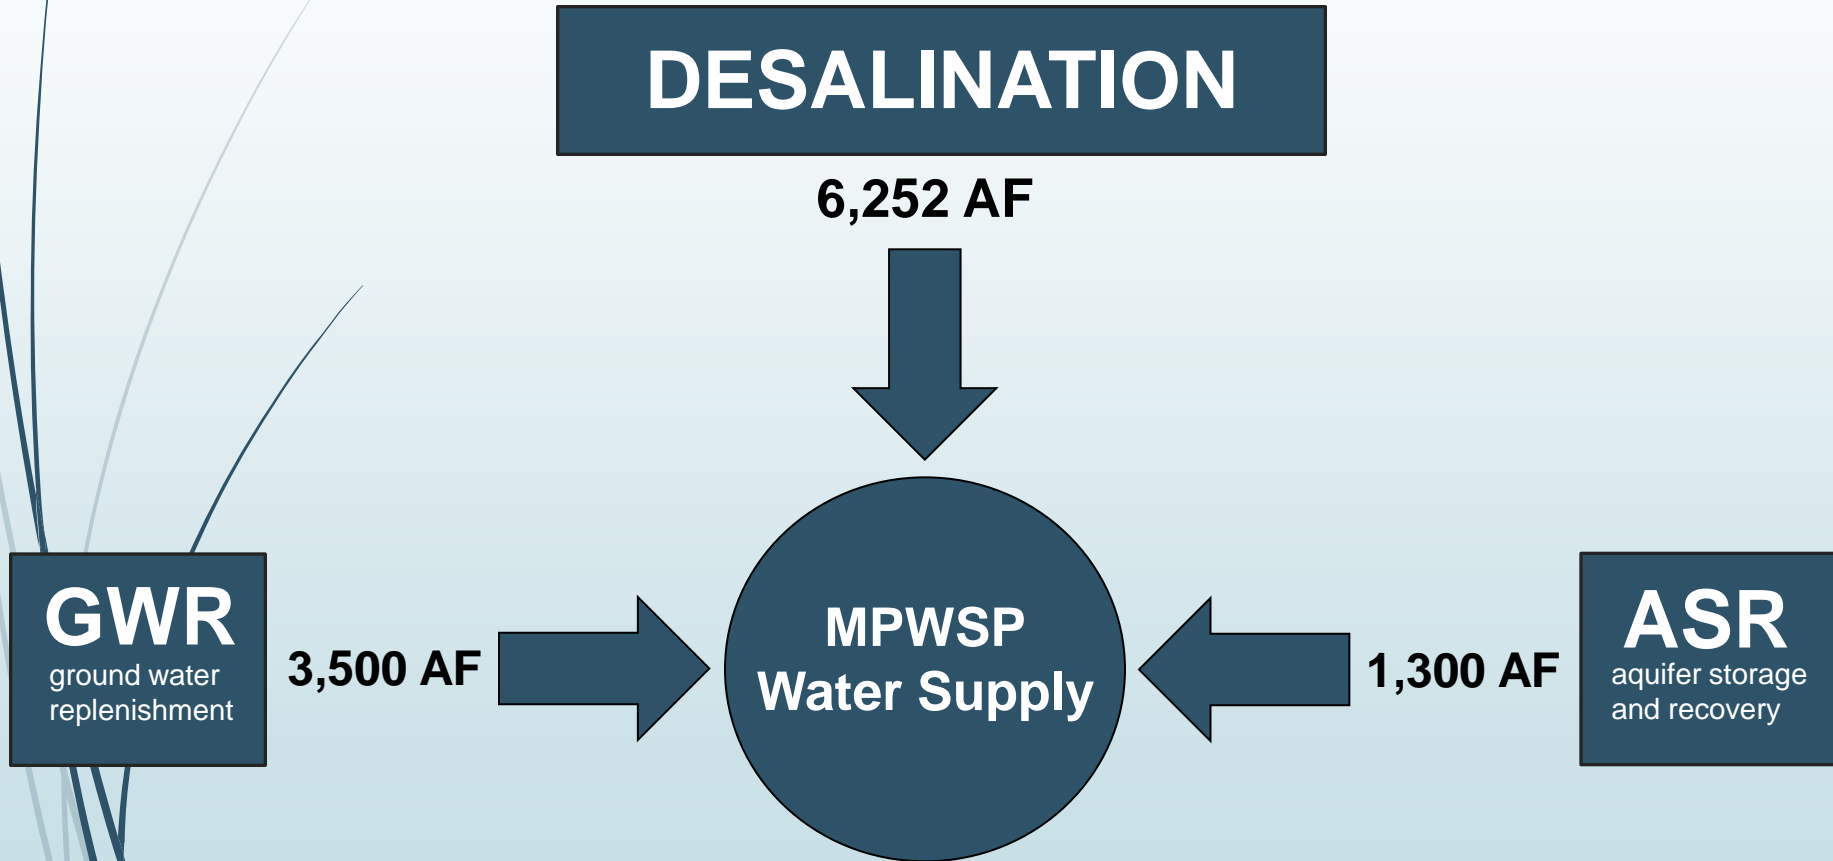 DESALINATION
6,252 AF
GWR
ground water
replenishment
3,500 AF
MPWSP
Water Supply
1,300 AF
ASR
aquifer storage
and recovery